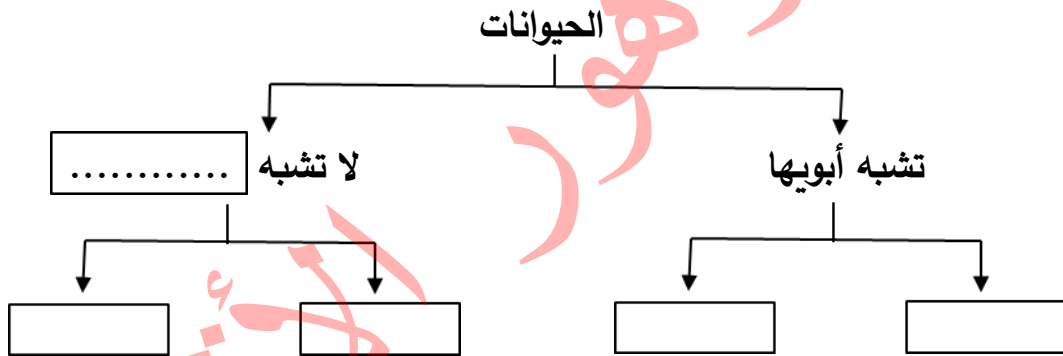 الحيوانات
تشبه أبويها
لا تشبه ............